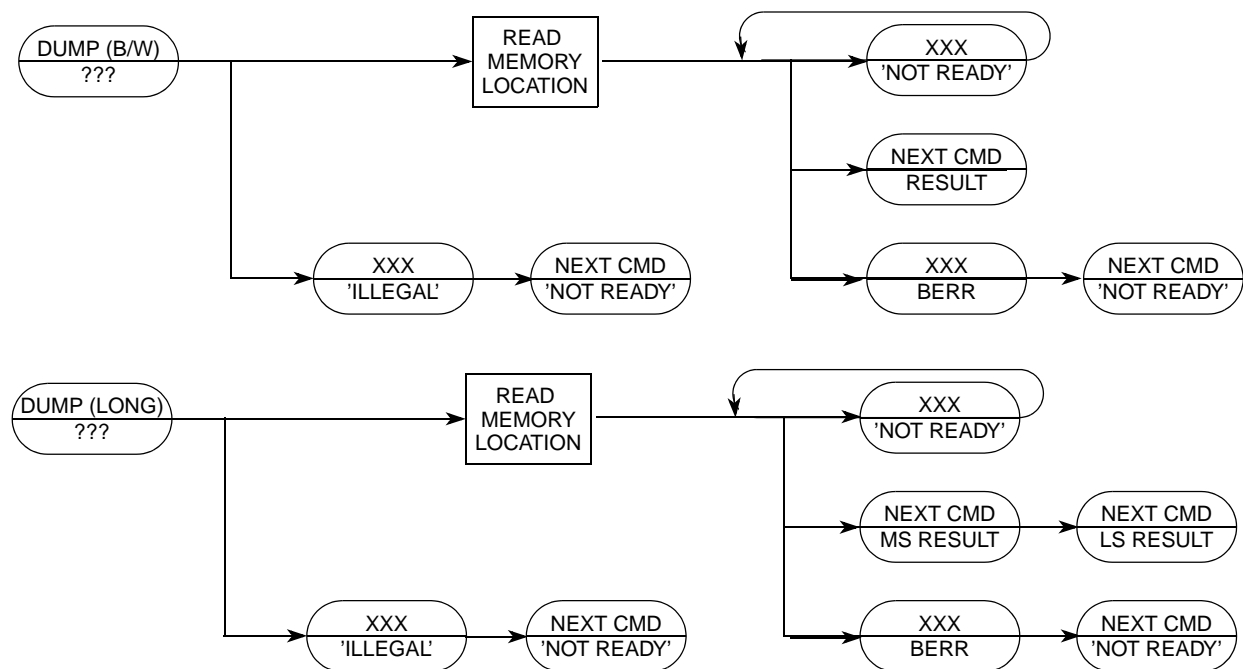 DUMP (B/W)
???
READ
MEMORY
LOCATION
XXX
'NOT READY'
NEXT CMD
RESULT
XXX
'ILLEGAL'
NEXT CMD
'NOT READY'
XXX
BERR
NEXT CMD
'NOT READY'
DUMP (LONG)
???
READ
MEMORY
LOCATION
XXX
'NOT READY'
NEXT CMD
MS RESULT
NEXT CMD
LS RESULT
XXX
'ILLEGAL'
NEXT CMD
'NOT READY'
XXX
BERR
NEXT CMD
'NOT READY'